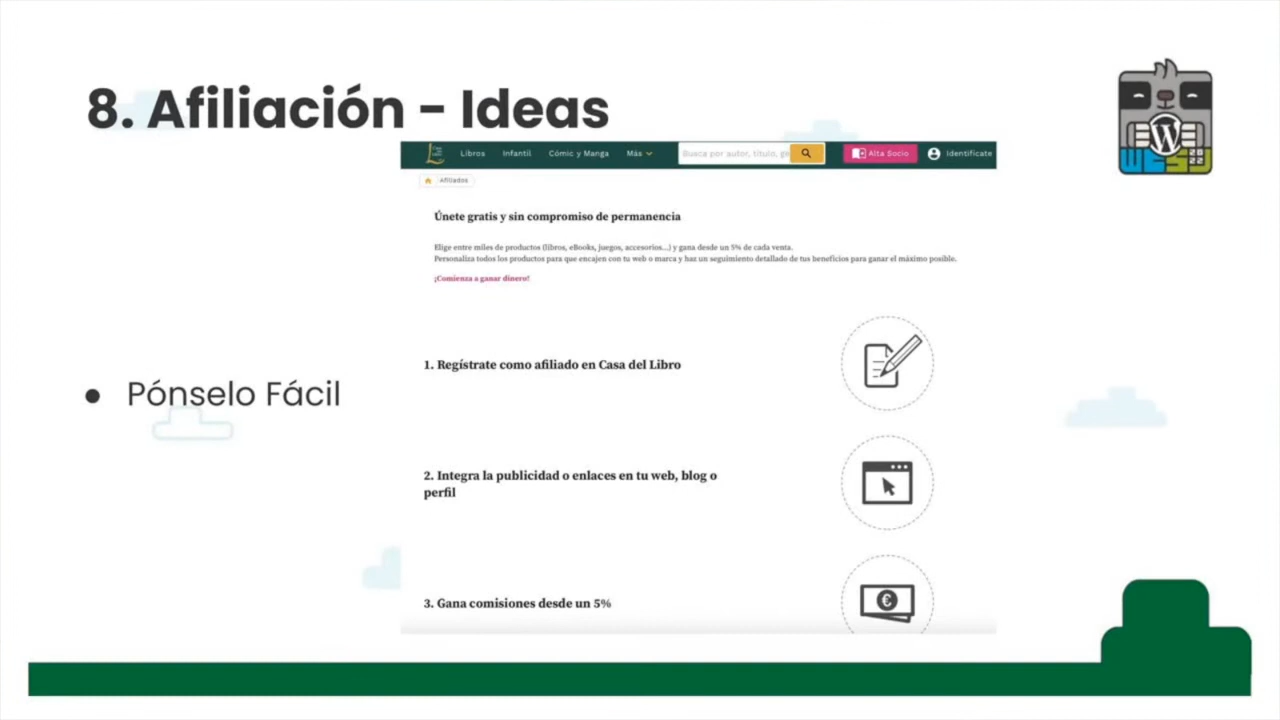 8. Afiliación - Ideas
Libros Infantil Cómic y Manga Más Alta Socio Identifícate
Busca por autor, título,
Afiliados
Únete gratis y sin compromiso de permanencia
Elige entre miles de productos (libros, eBooks, juegos, accesorios...) y gana desde un 5% de cada venta.
Personaliza todos los productos para que encajen con tu web o marca y haz un seguimiento detallado de tus beneficios para ganar el máximo posible.
¡Comienza a ganar dinero!
1. Regístrate como afiliado en Casa del Libro
Pónselo Fácil
2. Integra la publicidad o enlaces en tu web, blog o
perfil
3. Gana comisiones desde un 5%